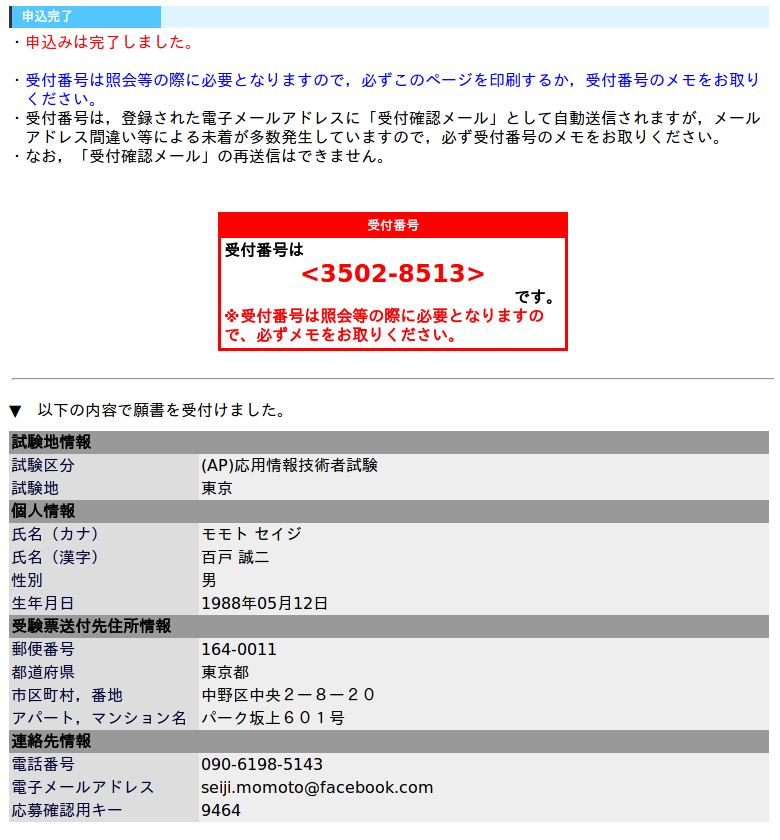 申込完了
・申込みは完了しました。
・受付番号は照会等の際に必要となりますので，必ずこのページを印刷するか，受付番号のメモをお取り
ください。
・受付番号は，登録された電子メールアドレスに「受付確認メール」として自動送信されますが，メール
アドレス間違い等による未着が多数発生していますので，必ず受付番号のメモをお取りください。
・なお，「受付確認メール」の再送信はできません。
受付番号
受付番号は
<3502-8513>
です。
※受付番号は照会等の際に必要となりますの
で、必ずメモをお取りください。
▼　以下の内容で願書を受付けました。
試験地情報
試験区分 (AP)応用情報技術者試験
試験地 東京
個人情報
氏名（カナ） モモト セイジ
氏名（漢字） 百戸 誠二
性別 男
生年月日 1988年05月12日
受験票送付先住所情報
郵便番号 164-0011
都道府県 東京都
市区町村，番地 中野区中央２－８－２０
アパート，マンション名 パーク坂上６０１号
連絡先情報
電話番号 090-6198-5143
電子メールアドレス seiji.momoto@facebook.com
応募確認用キー 9464